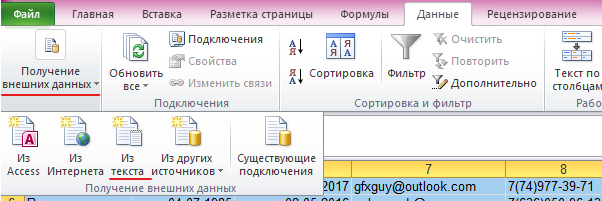 Файл Главная Вставка Разметка страницы Формулы Данные Рецензирование
Получение внешних данных
Обновить все
Подключения
Свойства
Изменить связи
Подключения
Сортировка
Фильтр
Очистить
Повторить
Дополнительно
Сортировка и фильтр
Текст по столбцам
Рабо
Из Access
Из Интернета
Из текста
Из других источников
Существующие подключения
Получение внешних данных
7 8
2017 gfxguy@outlook.com 7(74)977-39-71